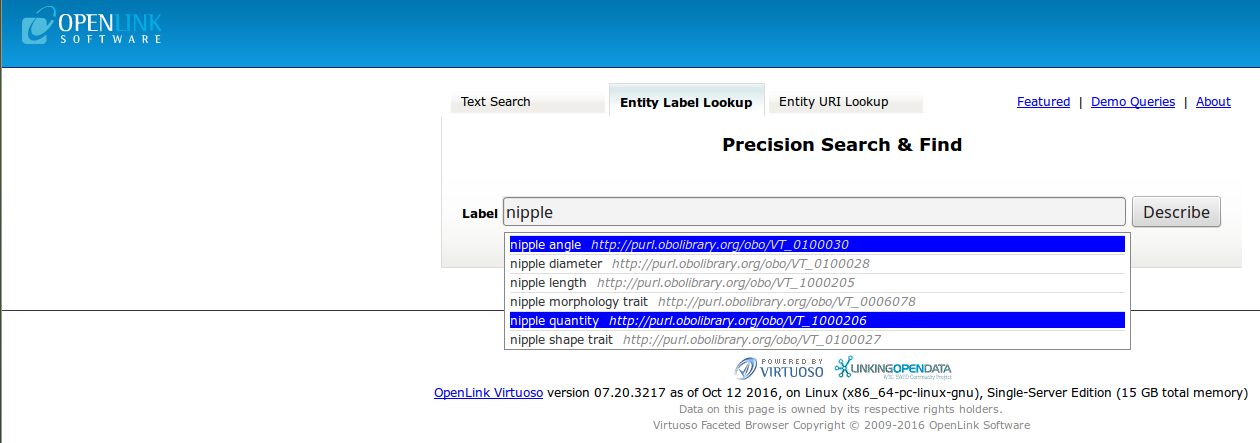 OPENLINK
SOFTWARE
Text Search Entity Label Lookup Entity URI Lookup Featured | Demo Queries | About
Precision Search & Find
Label nipple Describe
nipple angle http://purl.obolibrary.org/obo/VT_0100030
nipple diameter http://purl.obolibrary.org/obo/VT_0100028
nipple length http://purl.obolibrary.org/obo/VT_1000205
nipple morphology trait http://purl.obolibrary.org/obo/VT_0006078
nipple quantity http://purl.obolibrary.org/obo/VT_1000206
nipple shape trait http://purl.obolibrary.org/obo/VT_0100027
POWERED BY
VIRTUOSO LINKINGOPENDATA
W3C SWEO Community Project
OpenLink Virtuoso version 07.20.3217 as of Oct 12 2016, on Linux (x86_64-pc-linux-gnu), Single-Server Edition (15 GB total memory)
Data on this page is owned by its respective rights holders.
Virtuoso Faceted Browser Copyright © 2009-2016 OpenLink Software